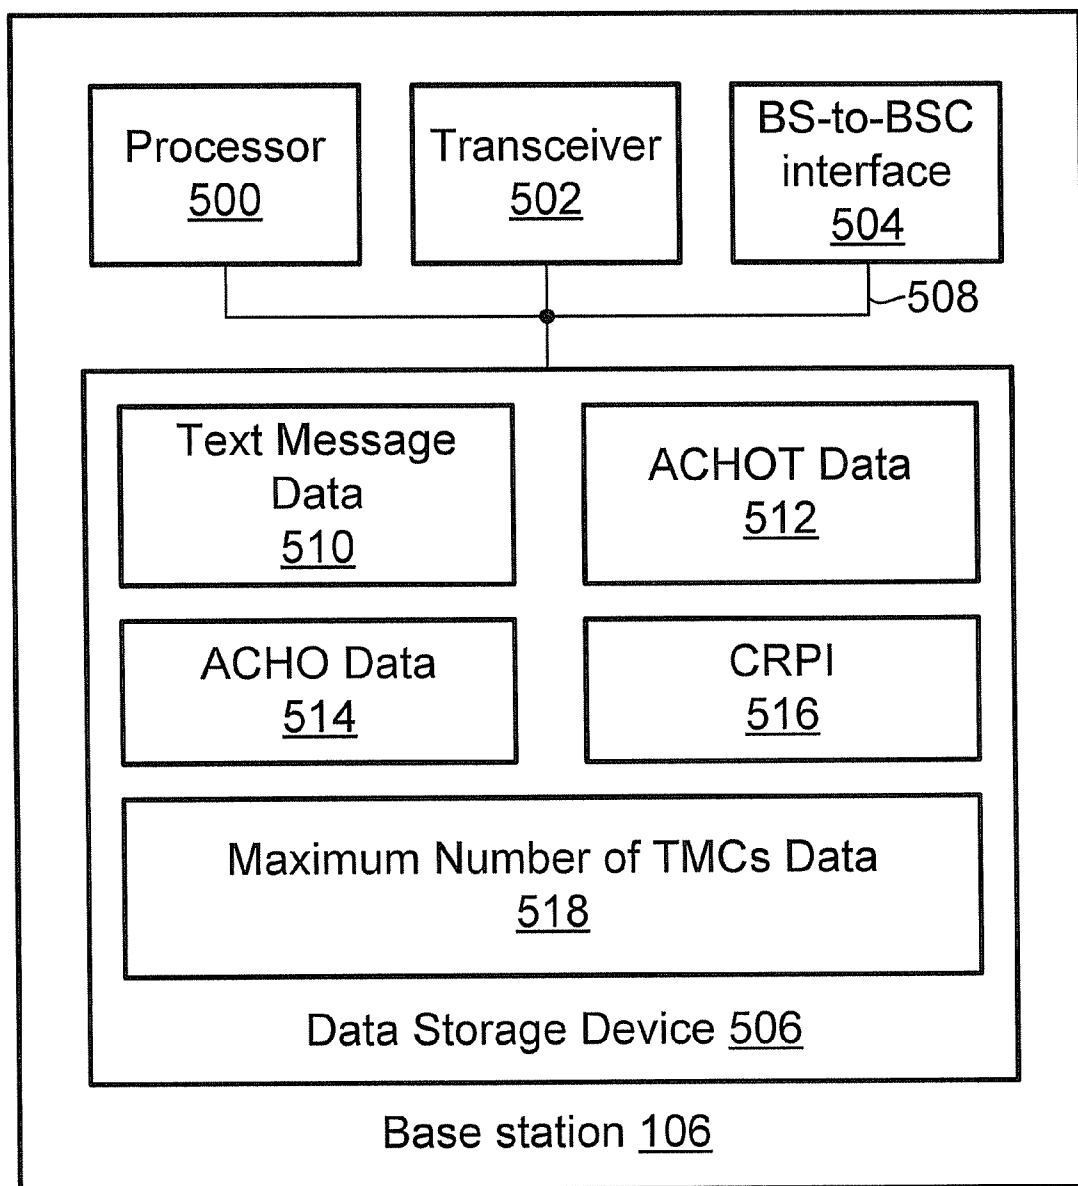 Processor
500
Transceiver
502
BS-to-BSC
interface
504
508
Text Message
Data
510
ACHOT Data
512
ACHO Data
514
CRPI
516
Maximum Number of TMCs Data
518
Data Storage Device 506
Base station 106